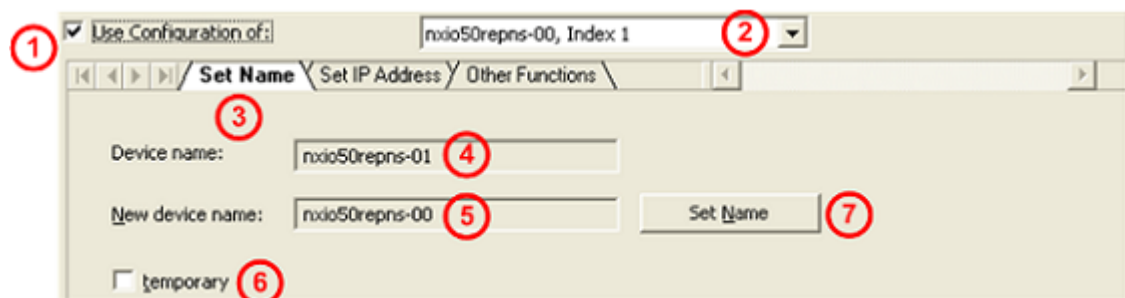 1 Use Configuration of: nxio50repns-00, Index 1 2
Set Name Set IP Address Other Functions
3
Device name: nxio50repns-01 4
New device name: nxio50repns-00 5 Set Name 7
temporary 6